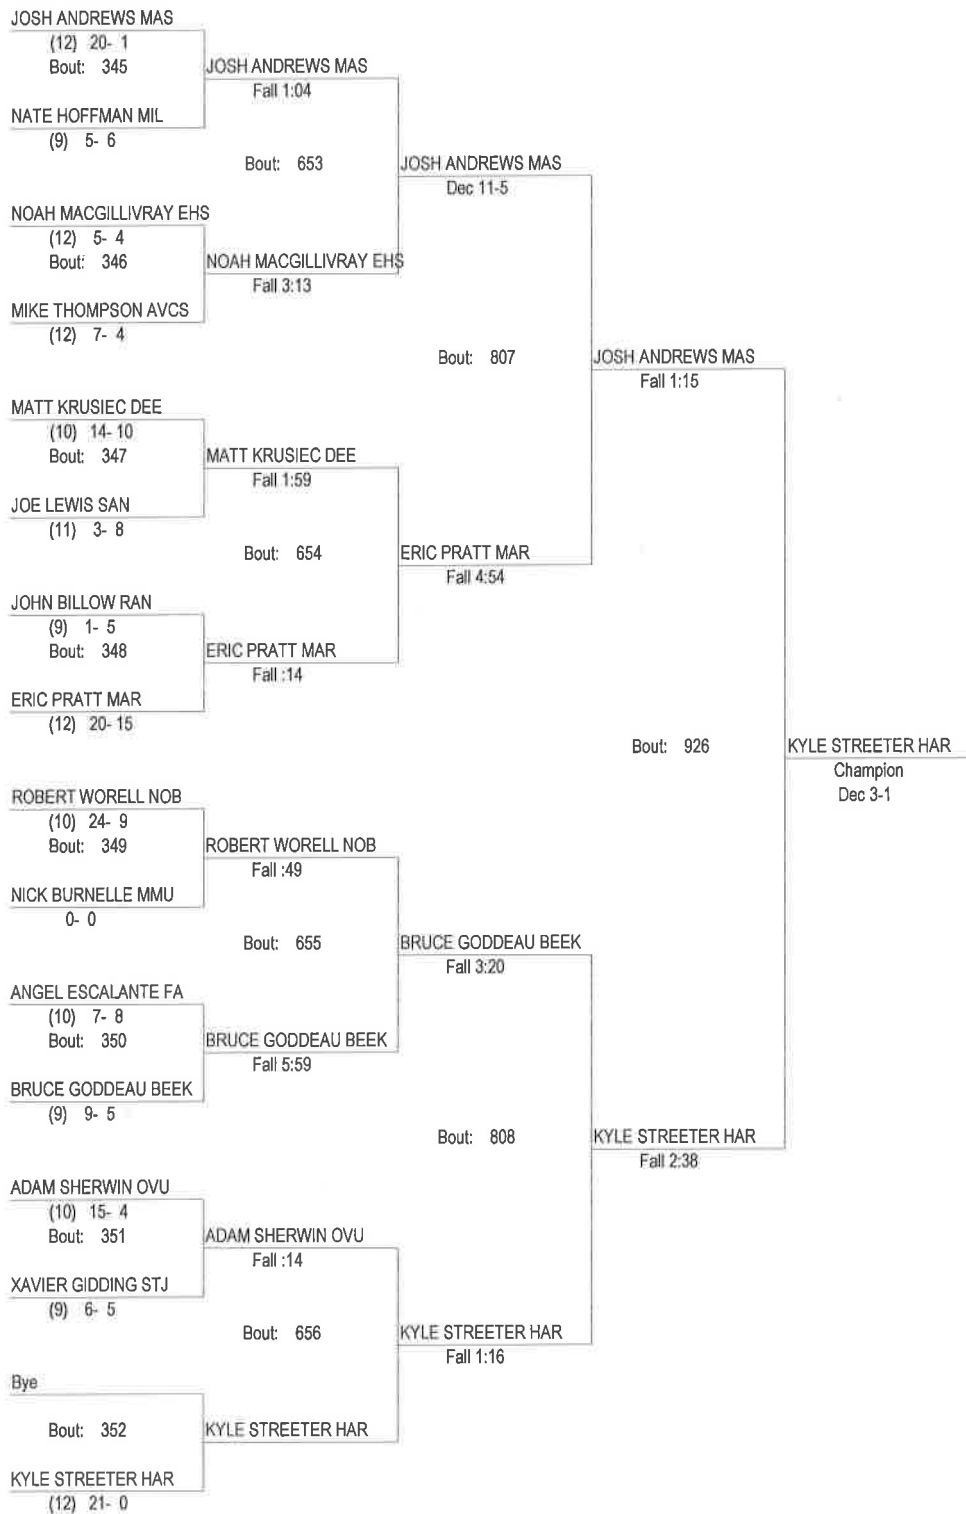 JOSH ANDREWS MAS
(12) 20- 1
Bout: 345
JOSH ANDREWS MAS
Fall 1:04
NATE HOFFMAN MIL
(9) 5- 6
Bout: 653
JOSH ANDREWS MAS
Dec 11-5
NOAH MACGILLIVRAY EHS
(12) 5- 4
Bout: 346
NOAH MACGILLIVRAY EHS
Fall 3:13
MIKE THOMPSON AVCS
(12) 7- 4
Bout: 807
JOSH ANDREWS MAS
Fall 1:15
MATT KRUSIEC DEE
(10) 14- 10
Bout: 347
MATT KRUSIEC DEE
Fall 1:59
JOE LEWIS SAN
(11) 3- 8
Bout: 654
ERIC PRATT MAR
Fall 4:54
JOHN BILLOW RAN
(9) 1- 5
Bout: 348
ERIC PRATT MAR
Fall :14
ERIC PRATT MAR
(12) 20- 15
Bout: 926
KYLE STREETER HAR
Champion
Dec 3-1
ROBERT WORELL NOB
(10) 24- 9
Bout: 349
ROBERT WORELL NOB
Fall :49
NICK BURNELLE MMU
0- 0
Bout: 655
BRUCE GODDEAU BEEK
Fall 3:20
ANGEL ESCALANTE FA
(10) 7- 8
Bout: 350
BRUCE GODDEAU BEEK
Fall 5:59
BRUCE GODDEAU BEEK
(9) 9- 5
Bout: 808
KYLE STREETER HAR
Fall 2:38
ADAM SHERWIN OVU
(10) 15- 4
Bout: 351
ADAM SHERWIN OVU
Fall :14
XAVIER GIDDING STJ
(9) 6- 5
Bout: 656
KYLE STREETER HAR
Fall 1:16
Bye
Bout: 352
KYLE STREETER HAR
KYLE STREETER HAR
(12) 21- 0